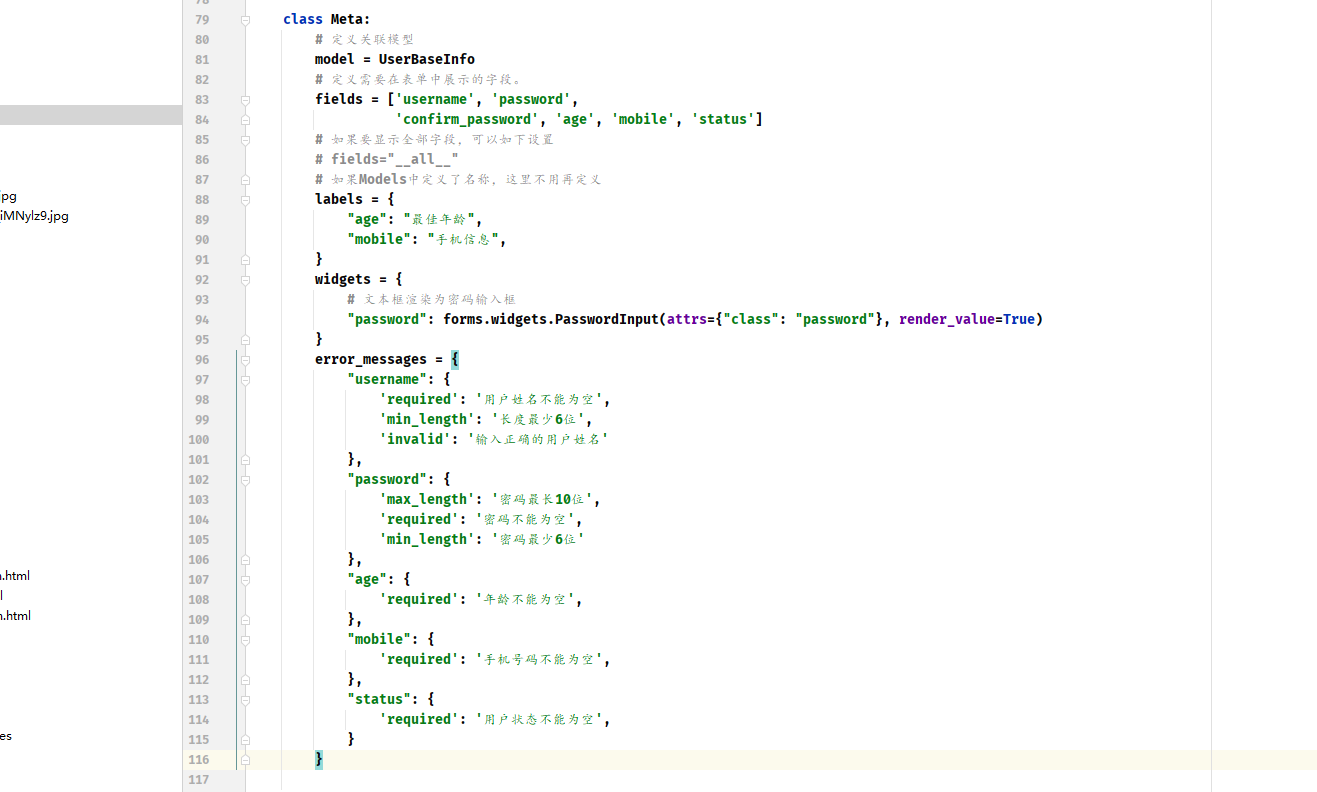 78
79 class Meta:
80 # 定义关联模型
81 model = UserBaseInfo
82 # 定义需要在表单中展示的字段。
83 fields = ['username', 'password',
84 'confirm_password', 'age', 'mobile', 'status']
85 # 如果要显示全部字段，可以如下设置
86 # fields="__all__"
87 # 如果Models中定义了名称，这里不用再定义
jpg
88 labels = {
iMNylz9.jpg
89 "age": "最佳年龄",
90 "mobile": "手机信息",
91 }
92 widgets = {
93 # 文本框渲染为密码输入框
94 "password": forms.widgets.PasswordInput(attrs={"class": "password"}, render_value=True)
95 }
96 error_messages = {
97 "username": {
98 'required': '用户姓名不能为空',
99 'min_length': '长度最少6位',
100 'invalid': '输入正确的用户姓名'
101 },
102 "password": {
103 'max_length': '密码最长10位',
104 'required': '密码不能为空',
105 'min_length': '密码最少6位'
106 },
.html
107 "age": {
l
108 'required': '年龄不能为空',
.html
109 },
110 "mobile": {
111 'required': '手机号码不能为空',
112 },
113 "status": {
114 'required': '用户状态不能为空',
es
115 }
116 }
117